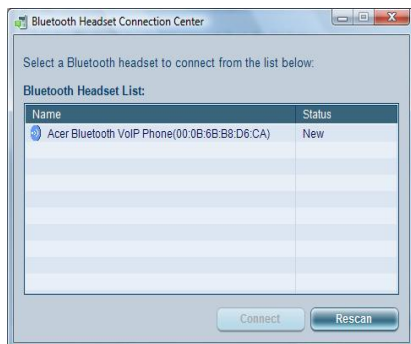 Bluetooth Headset Connection Center
Select a Bluetooth headset to connect from the list below:
Bluetooth Headset List:
Name Status
Acer Bluetooth VoIP Phone(00:0B:6B:B8:D6:CA) New
Connect Rescan